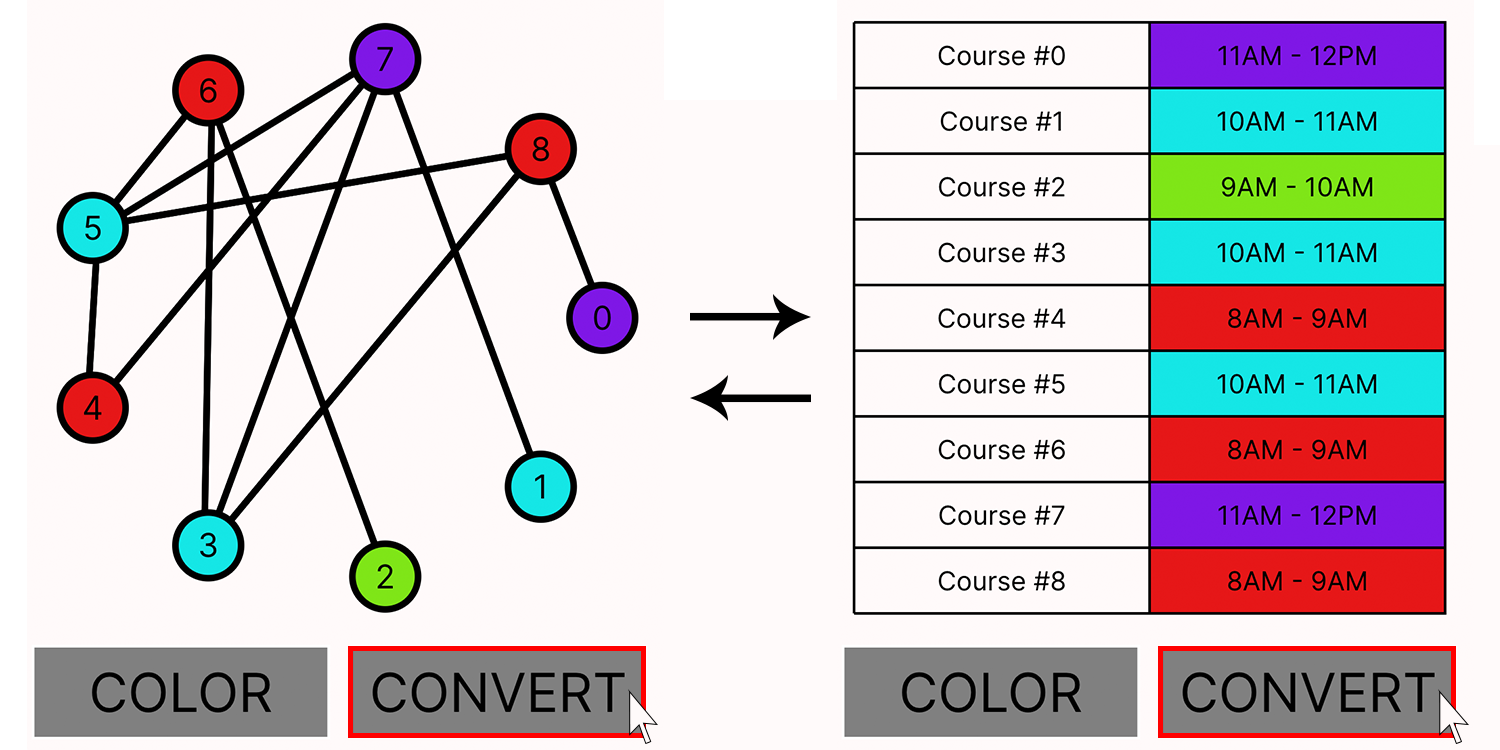 7
6
8
5
0
4
1
3
2
COLOR
CONVERT
Course #0 11AM - 12PM
Course #1 10AM - 11AM
Course #2 9AM - 10AM
Course #3 10AM - 11AM
Course #4 8AM - 9AM
Course #5 10AM - 11AM
Course #6 8AM - 9AM
Course #7 11AM - 12PM
Course #8 8AM - 9AM
COLOR
CONVERT